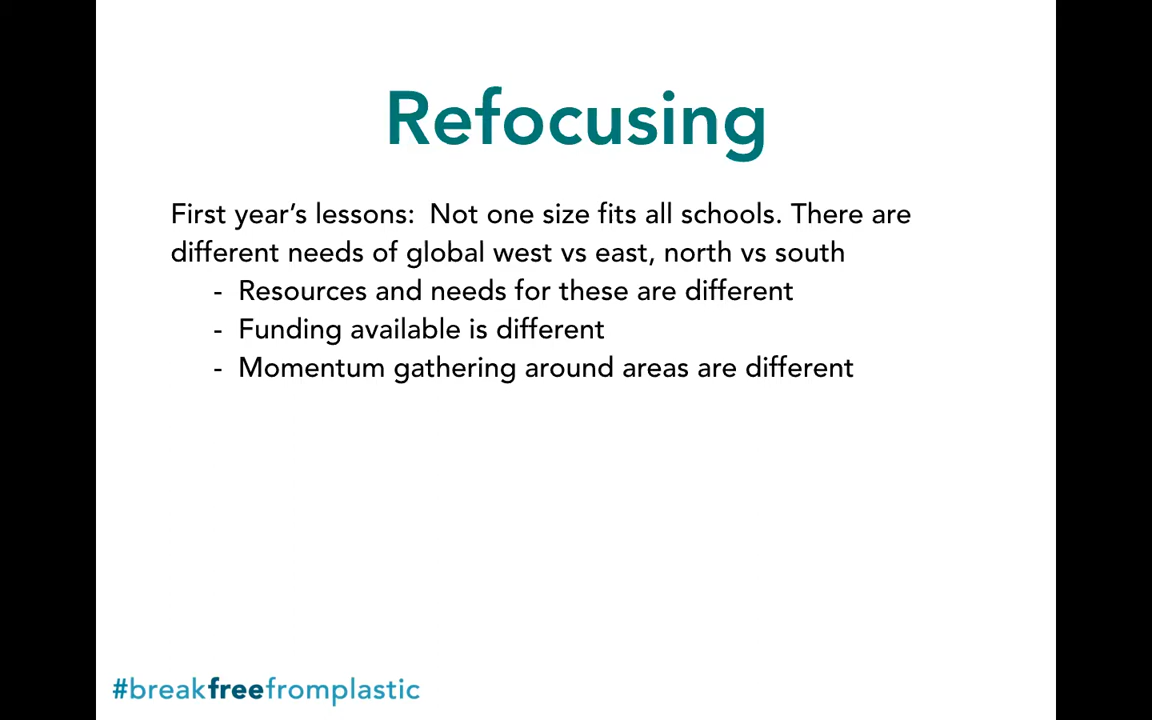 Refocusing
First year’s lessons:  Not one size fits all schools. There are
different needs of global west vs east, north vs south
- Resources and needs for these are different
- Funding available is different
- Momentum gathering around areas are different
#breakfreefromplastic